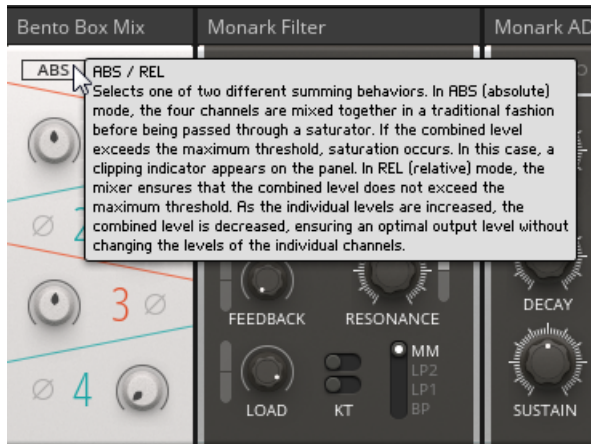 Bento Box Mix
Monark Filter
Monark AD
ABS
ABS / REL
Selects one of two different summing behaviors. In ABS (absolute)
mode, the four channels are mixed together in a traditional fashion
before being passed through a saturator. If the combined level
exceeds the maximum threshold, saturation occurs. In this case, a
clipping indicator appears on the panel. In REL (relative) mode, the
mixer ensures that the combined level does not exceed the
maximum threshold. As the individual levels are increased, the
combined level is decreased, ensuring an optimal output level without
changing the levels of the individual channels.
Ø
3 Ø
FEEDBACK
RESONANCE
DECAY
Ø 4
LOAD
KT
MM
LP2
LP1
BP
SUSTAIN